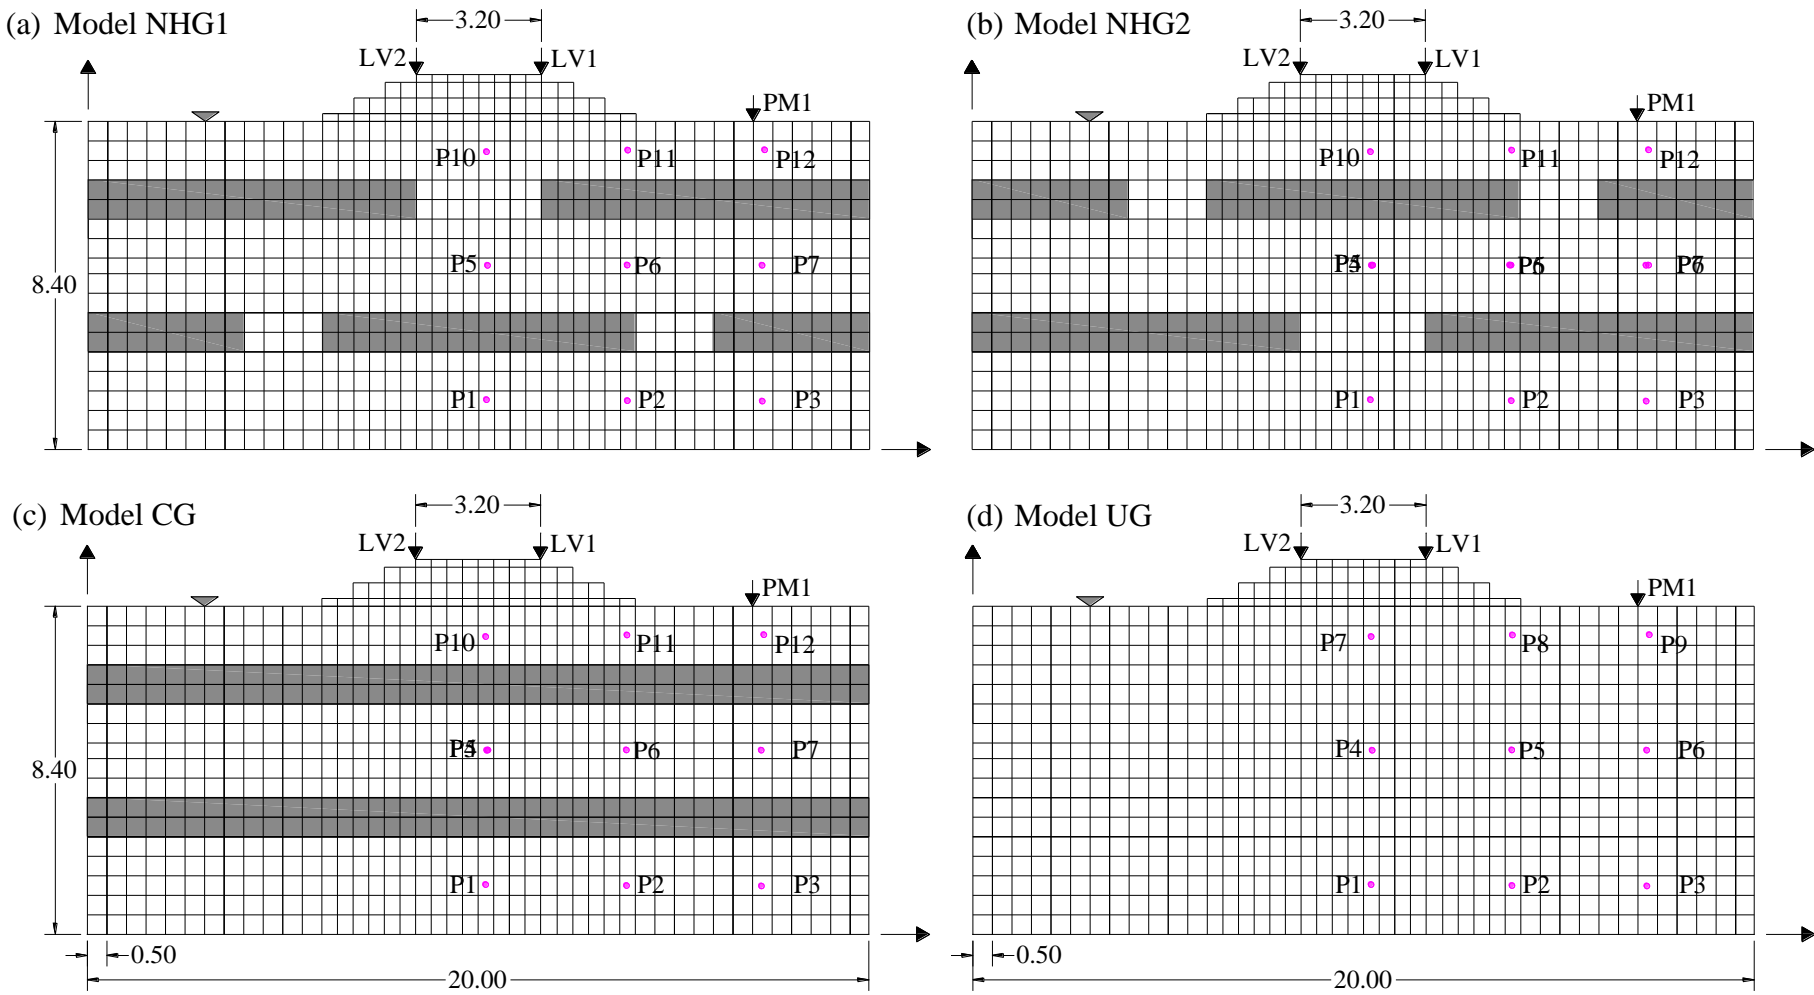 (a) Model NHG1
3.20
LV2
LV1
PM1
P10
P11
P12
P5
P6
P7
8.40
P1
P2
P3
(b) Model NHG2
3.20
LV2
LV1
PM1
P10
P11
P12
P1
P2
P3
(c) Model CG
3.20
LV2
LV1
PM1
P10
P11
P12
P6
P7
8.40
P1
P2
P3
0.50
20.00
(d) Model UG
3.20
LV2
LV1
PM1
P7
P8
P9
P4
P5
P6
P1
P2
P3
0.50
20.00